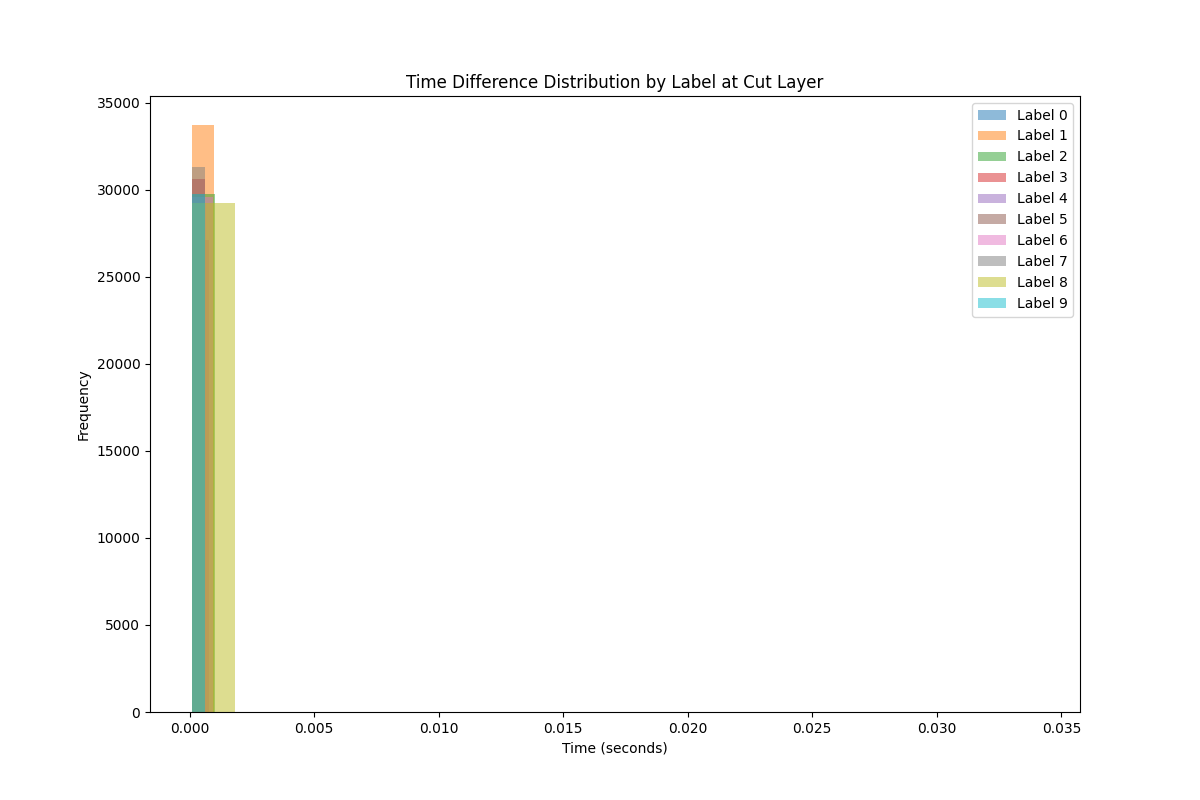 Time Difference Distribution by Label at Cut Layer
35000
30000
25000
20000
15000
10000
5000
0
Frequency
0.000 0.005 0.010 0.015 0.020 0.025 0.030 0.035
Time (seconds)
Label 0
Label 1
Label 2
Label 3
Label 4
Label 5
Label 6
Label 7
Label 8
Label 9